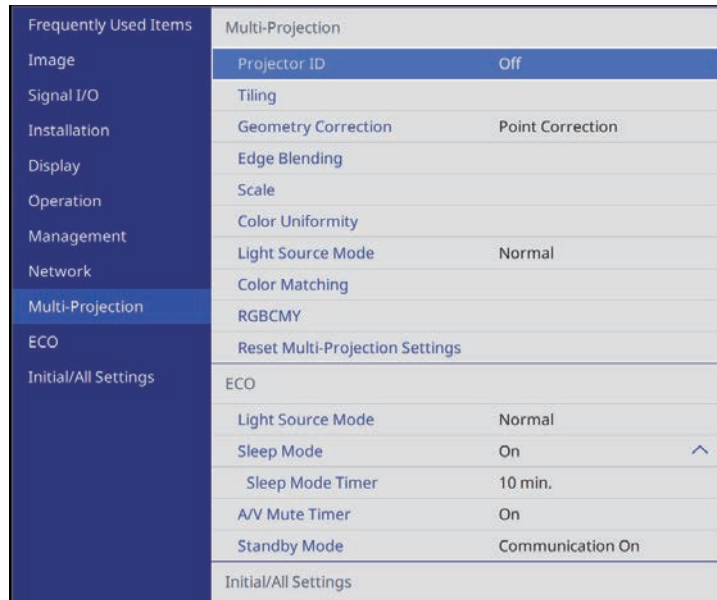 Frequently Used Items
Image
Signal I/O
Installation
Display
Operation
Management
Network
Multi-Projection
ECO
Initial/All Settings
Multi-Projection
Projector ID Off
Tiling
Geometry Correction Point Correction
Edge Blending
Scale
Color Uniformity
Light Source Mode Normal
Color Matching
RGBCMY
Reset Multi-Projection Settings
ECO
Light Source Mode Normal
Sleep Mode On
Sleep Mode Timer 10 min.
A/V Mute Timer On
Standby Mode Communication On
Initial/All Settings